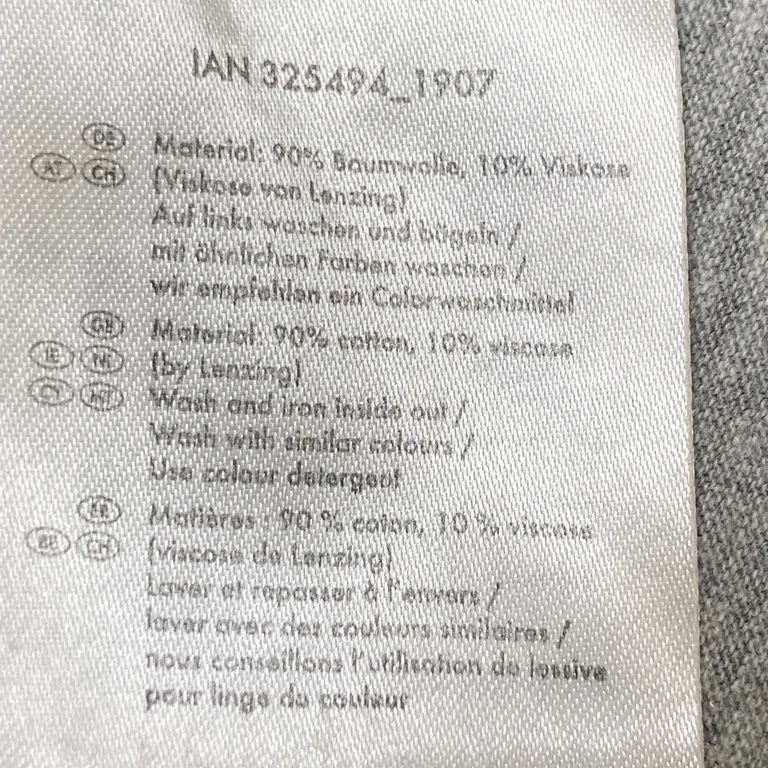 IAN 325494_1907
DE Material: 90% Baumwolle, 10% Viskose
AT CH (Viskose von Lenzing)
Auf links waschen und bügeln /
mit ähnlichen Farben waschen /
wir empfehlen ein Colorwaschmittel
GB Material: 90% cotton, 10% viscose
IE NI (by Lenzing)
CY MT Wash and iron inside out /
Wash with similar colours /
Use colour detergent
FR Matières : 90 % coton, 10 % viscose
BE CH (viscose de Lenzing)
Laver et repasser à l'envers /
laver avec des couleurs similaires /
nous conseillons l'utilisation de lessive
pour linge de couleur